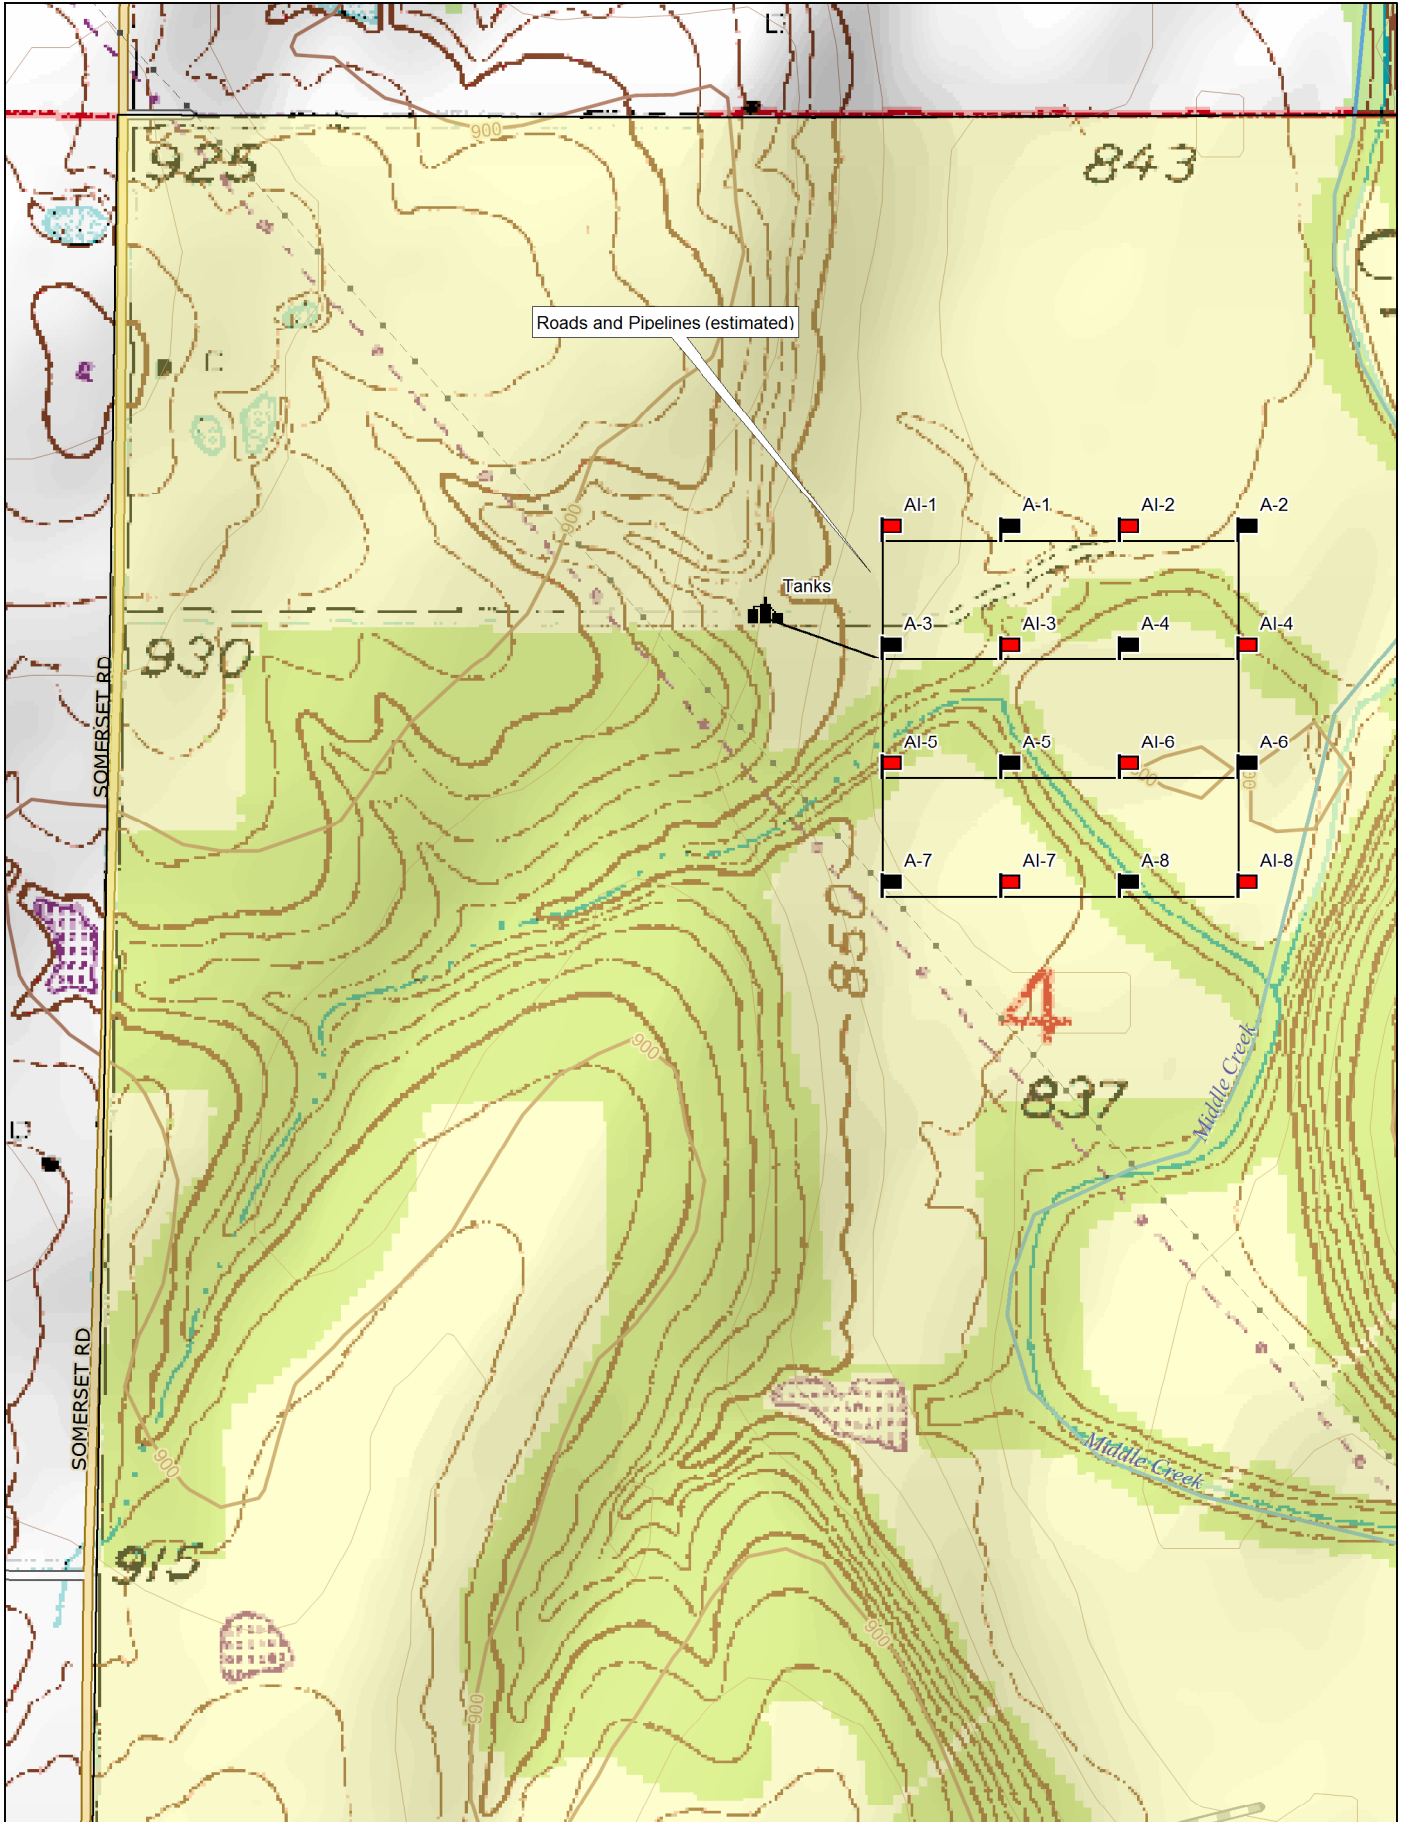 900
925
843
Roads and Pipelines (estimated)
AI-1
A-1
AI-2
A-2
900
Tanks
A-3
AI-3
A-4
AI-4
930
SOMERSET RD
AI-5
A-5
AI-6
A-6
A-7
AI-7
A-8
AI-8
850
4
900
837
Middle Creek
SOMERSET RD
900
Middle Creek
915
900
900